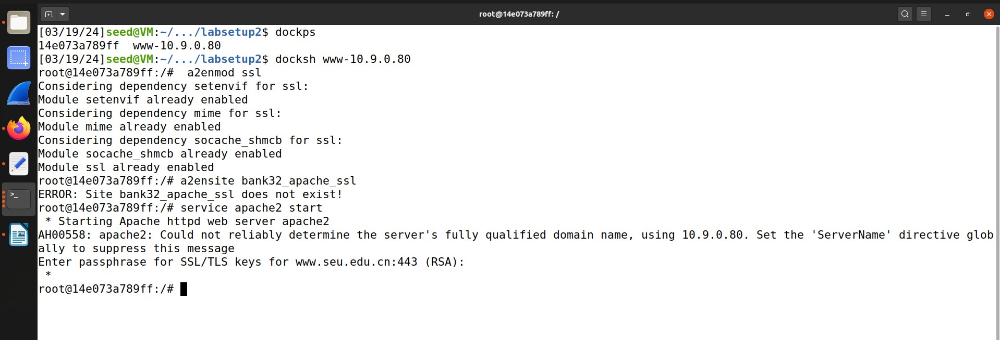 root@14e073a789ff: /
[03/19/24]seed@VM:~/.../labsetup2$ dockps
14e073a789ff  www-10.9.0.80
[03/19/24]seed@VM:~/.../labsetup2$ docksh www-10.9.0.80
root@14e073a789ff:/#  a2enmod ssl
Considering dependency setenvif for ssl:
Module setenvif already enabled
Considering dependency mime for ssl:
Module mime already enabled
Considering dependency socache_shmcb for ssl:
Module socache_shmcb already enabled
Module ssl already enabled
root@14e073a789ff:/# a2ensite bank32_apache_ssl
ERROR: Site bank32_apache_ssl does not exist!
root@14e073a789ff:/# service apache2 start
 * Starting Apache httpd web server apache2
AH00558: apache2: Could not reliably determine the server's fully qualified domain name, using 10.9.0.80. Set the 'ServerName' directive glob
ally to suppress this message
Enter passphrase for SSL/TLS keys for www.seu.edu.cn:443 (RSA):
 *
root@14e073a789ff:/#